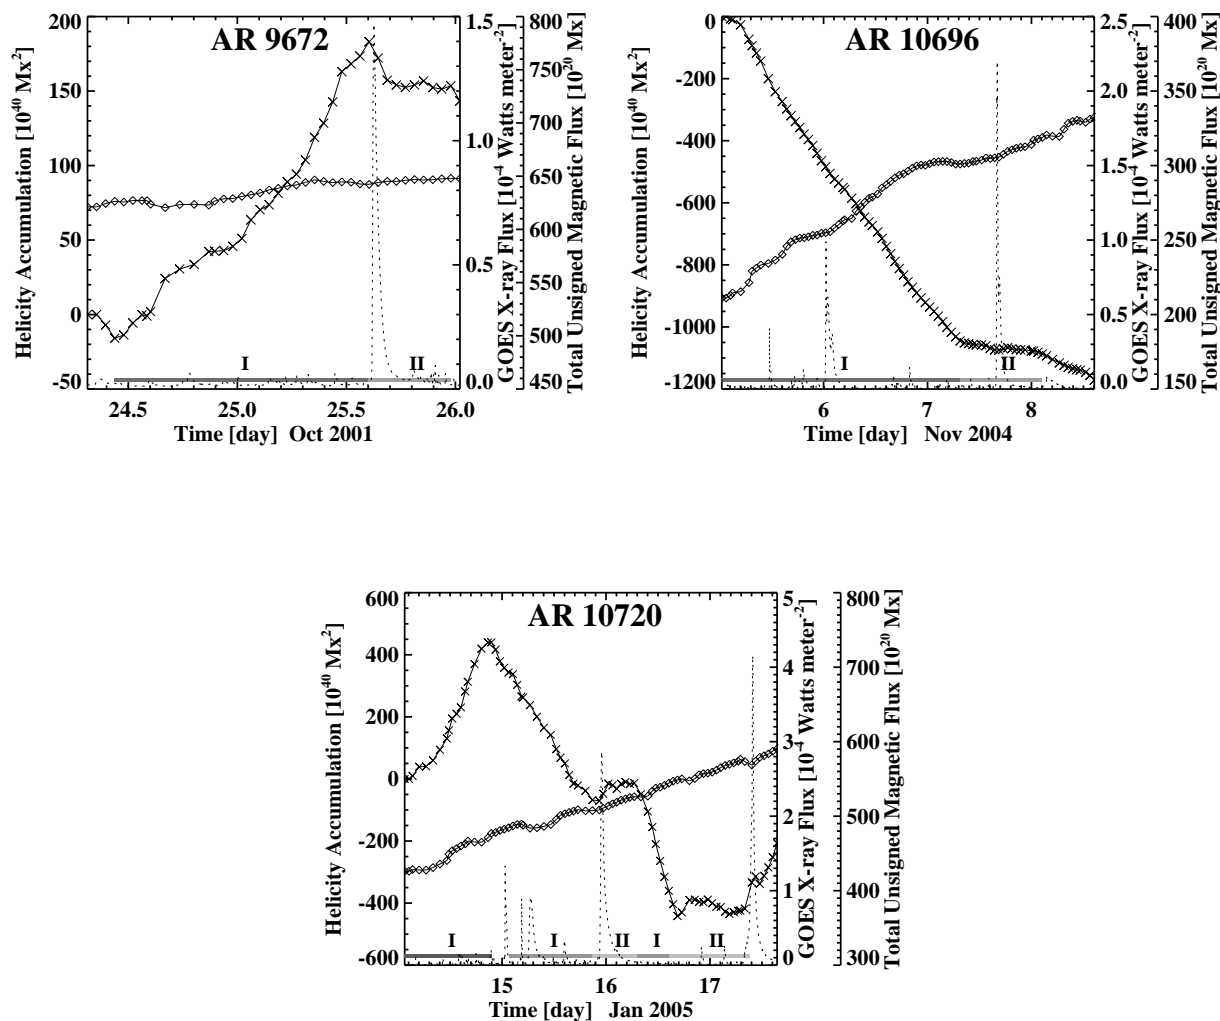 AR 9672
Helicity Accumulation [10^40 Mx^2]
200
150
100
50
0
-50
24.5 25.0 25.5 26.0
Time [day] Oct 2001
I II
1.5
1.0
0.5
0.0
GOES X-ray Flux [10^-4 Watts meter^-2]
800
750
700
650
600
550
500
450
Total Unsigned Magnetic Flux [10^20 Mx]
AR 10696
Helicity Accumulation [10^40 Mx^2]
0
-200
-400
-600
-800
-1000
-1200
6 7 8
Time [day] Nov 2004
I II
2.5
2.0
1.5
1.0
0.5
0.0
GOES X-ray Flux [10^-4 Watts meter^-2]
400
350
300
250
200
150
Total Unsigned Magnetic Flux [10^20 Mx]
AR 10720
Helicity Accumulation [10^40 Mx^2]
600
400
200
0
-200
-400
-600
15 16 17
Time [day] Jan 2005
I I II I II
5
4
3
2
1
0
GOES X-ray Flux [10^-4 Watts meter^-2]
800
700
600
500
400
300
Total Unsigned Magnetic Flux [10^20 Mx]